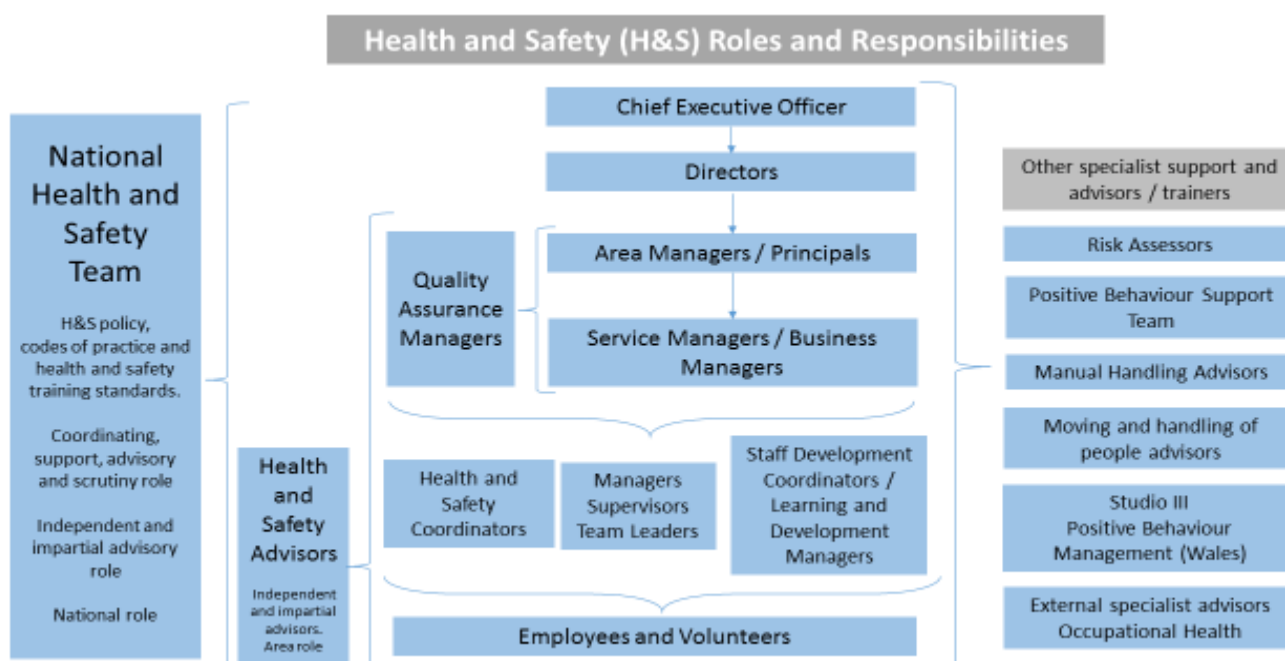 Health and Safety (H&S) Roles and Responsibilities
National
Health and
Safety
Team
H&S policy,
codes of practice and
health and safety
training standards.
Coordinating,
support, advisory
and scrutiny role
Independent and
impartial advisory
role
National role
Health
and
Safety
Advisors
Independent
and impartial
advisors.
Area role
Chief Executive Officer
Directors
Quality
Assurance
Managers
Area Managers / Principals
Service Managers / Business
Managers
Health and
Safety
Coordinators
Managers
Supervisors
Team Leaders
Staff Development
Coordinators /
Learning and
Development
Managers
Employees and Volunteers
Other specialist support and
advisors / trainers
Risk Assessors
Positive Behaviour Support
Team
Manual Handling Advisors
Moving and handling of
people advisors
Studio III
Positive Behaviour
Management (Wales)
External specialist advisors
Occupational Health